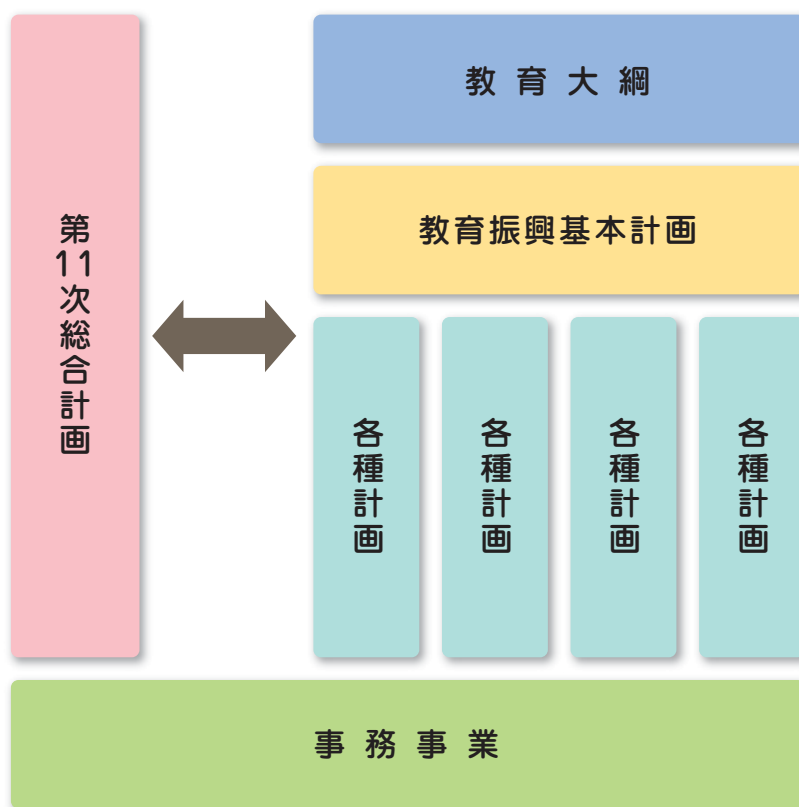 第11次総合計画
教育大綱
教育振興基本計画
各種計画
各種計画
各種計画
各種計画
事務事業